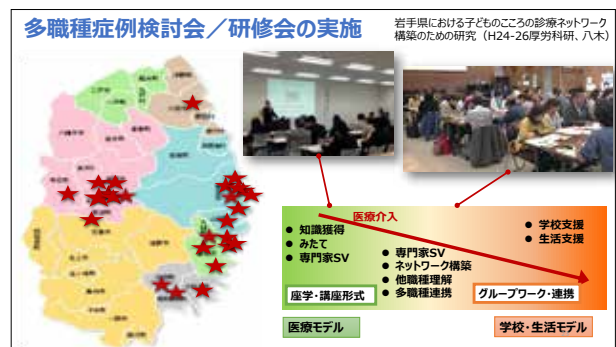 多職種症例検討会／研修会の実施
岩手県における子どものこころの診療ネットワーク
構築のための研究（H24-26厚労科研、八木）
医療介入
● 知識獲得
● みたて
● 専門家SV
● 専門家SV
● ネットワーク構築
● 他職種理解
● 多職種連携
● 学校支援
● 生活支援
座学・講座形式
グループワーク・連携
医療モデル
学校・生活モデル